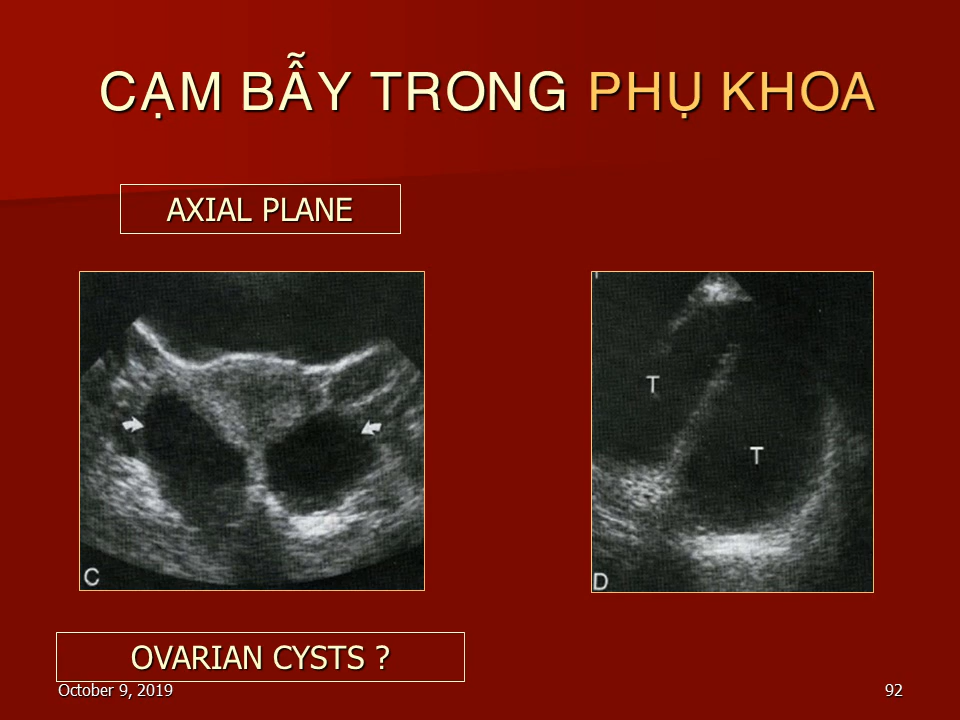 CẠM BẪY TRONG PHỤ KHOA
AXIAL PLANE
T
T
C
D
OVARIAN CYSTS ?
October 9, 2019
92